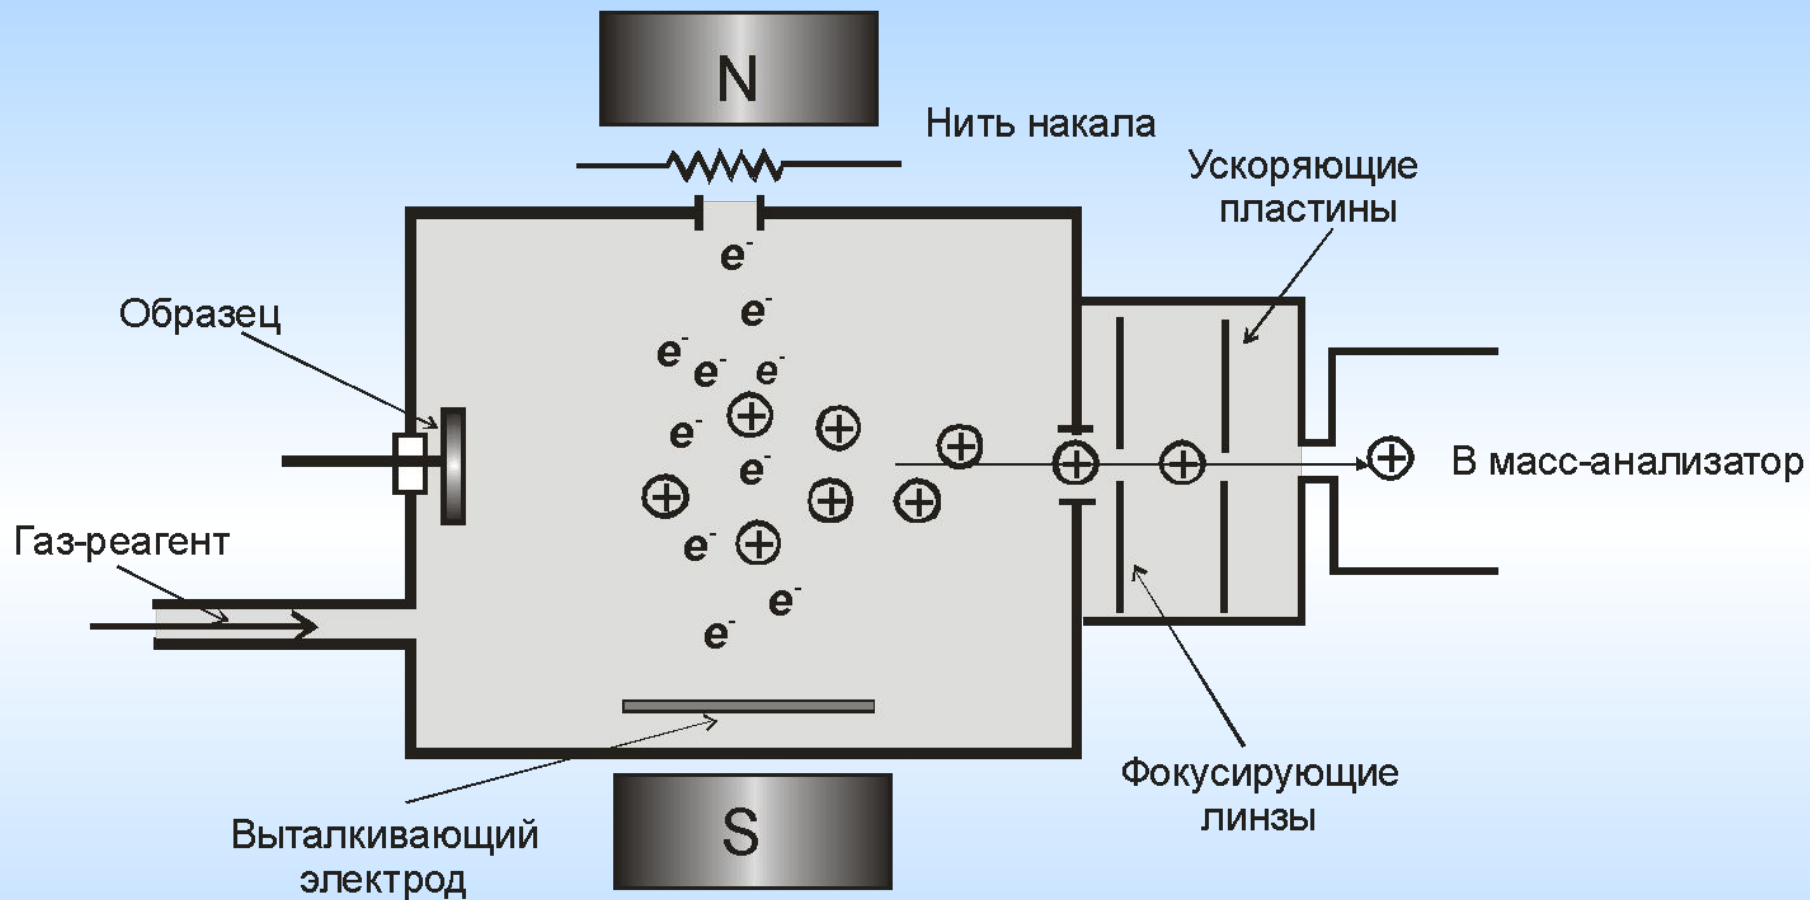 N
Нить накала
Ускоряющие
пластины
e-
e-
Образец
e-
e-
e-
+
+
e-
+
e-
+
+
+
В масс-анализатор
+
+
+
Газ-реагент
e-
+
e-
e-
Фокусирующие
линзы
S
Выталкивающий
электрод